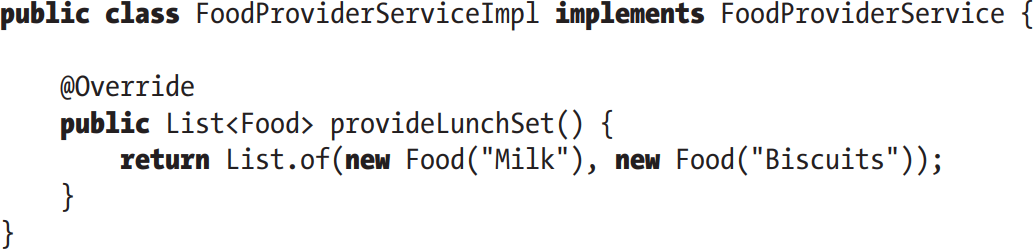 public class FoodProviderServiceImpl implements FoodProviderService {
@Override
public List<Food> provideLunchSet() {
return List.of(new Food("Milk"), new Food("Biscuits"));
}
}